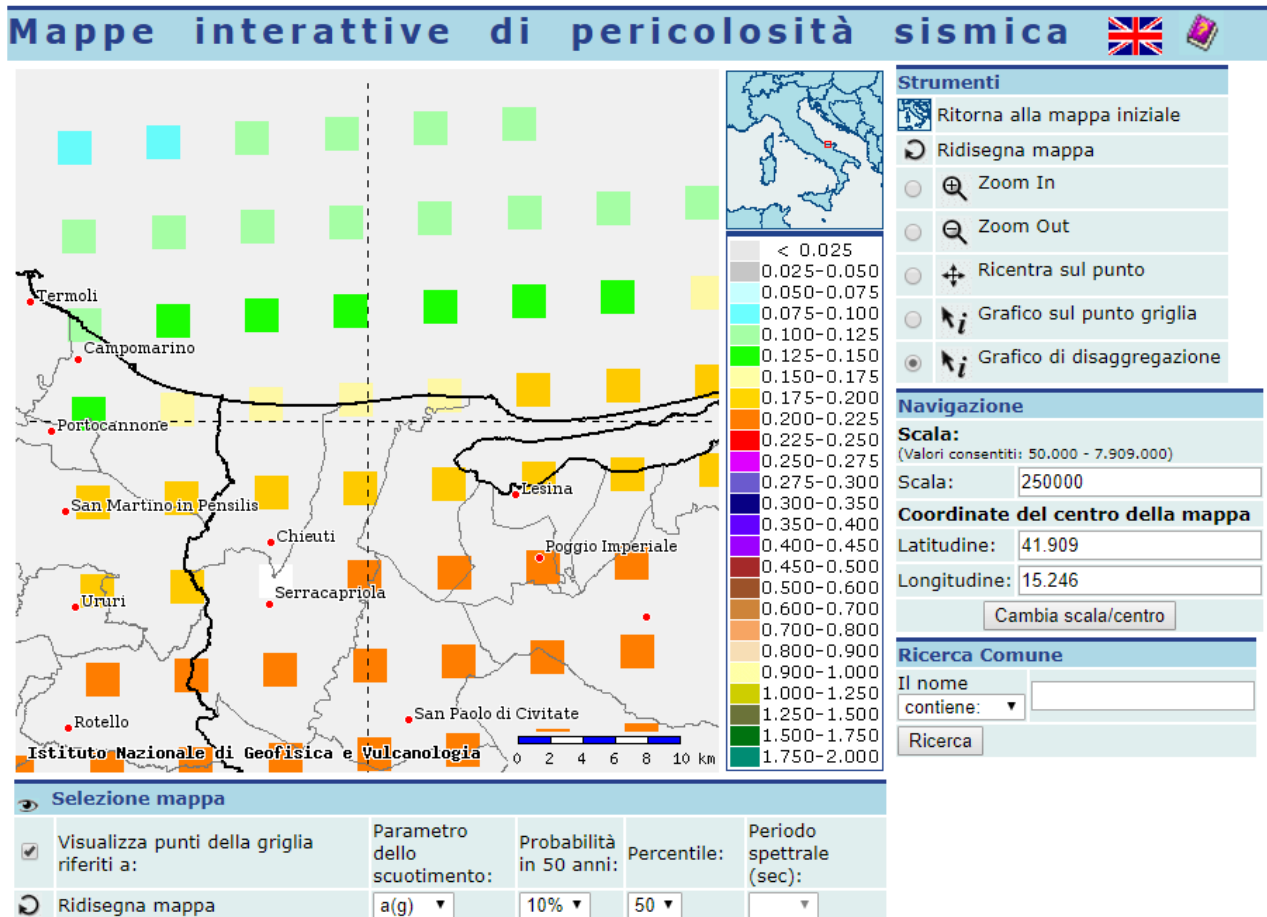 Mappe interattive di pericolosità sismica
Termoli
Campomarino
Portocannone
San Martino in Pensilis
Lesina
Chieuti
Poggio Imperiale
Serracapriola
Ururi
San Paolo di Civitate
Rotello
Istituto Nazionale di Geofisica e Vulcanologia
0 2 4 6 8 10 km
< 0.025
0.025-0.050
0.050-0.075
0.075-0.100
0.100-0.125
0.125-0.150
0.150-0.175
0.175-0.200
0.200-0.225
0.225-0.250
0.250-0.275
0.275-0.300
0.300-0.350
0.350-0.400
0.400-0.450
0.450-0.500
0.500-0.600
0.600-0.700
0.700-0.800
0.800-0.900
0.900-1.000
1.000-1.250
1.250-1.500
1.500-1.750
1.750-2.000
Strumenti
Ritorna alla mappa iniziale
Ridisegna mappa
Zoom In
Zoom Out
Ricentra sul punto
Grafico sul punto griglia
Grafico di disaggregazione
Navigazione
Scala:
(Valori consentiti: 50.000 - 7.909.000)
Scala: 250000
Coordinate del centro della mappa
Latitudine: 41.909
Longitudine: 15.246
Cambia scala/centro
Ricerca Comune
Il nome
contiene:
Ricerca
Selezione mappa
Visualizza punti della griglia
riferiti a:
Parametro
dello
scuotimento:
Probabilità
in 50 anni:
Percentile:
Periodo
spettrale
(sec):
Ridisegna mappa
a(g)
10%
50